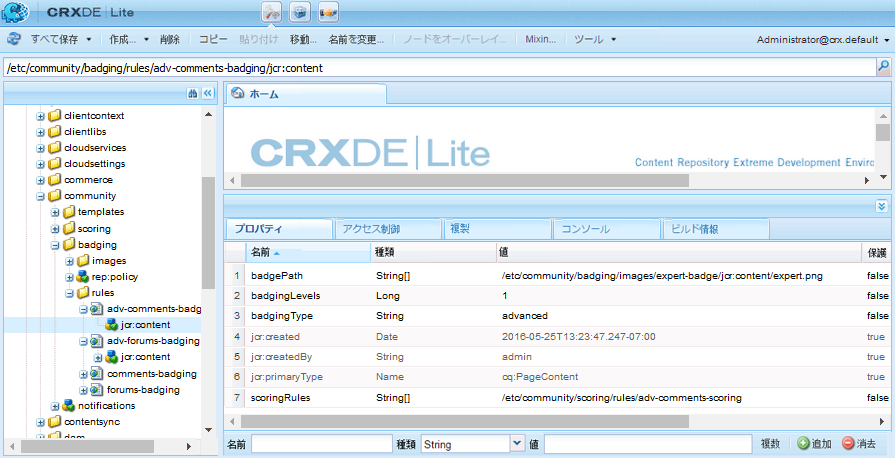 CRXDE | Lite
すべて保存 作成... 削除 コピー 貼り付け 移動... 名前を変更... ノードをオーバーレイ... Mixin... ツール Administrator@crx.default
/etc/community/badging/rules/adv-comments-badging/jcr:content
clientcontext
clientlibs
cloudservices
cloudsettings
commerce
community
templates
scoring
badging
images
rep:policy
rules
adv-comments-badg
jcr:content
adv-forums-badging
jcr:content
comments-badging
forums-badging
notifications
contentsync
dam
ホーム
CRXDE | Lite
Content Repository Extreme Development Enviro
プロパティ アクセス制御 複製 コンソール ビルド情報
名前 種類 値 保護
1 badgePath String[] /etc/community/badging/images/expert-badge/jcr:content/expert.png false
2 badgingLevels Long 1 false
3 badgingType String advanced false
4 jcr:created Date 2016-05-25T13:23:47.247-07:00 true
5 jcr:createdBy String admin true
6 jcr:primaryType Name cq:PageContent true
7 scoringRules String[] /etc/community/scoring/rules/adv-comments-scoring false
名前 種類 String 値 複数 追加 消去